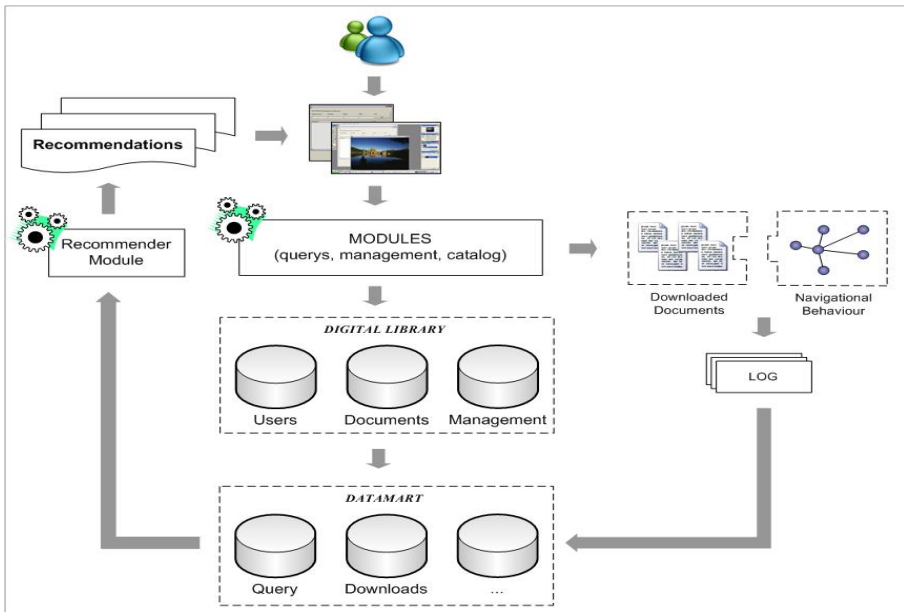 Recommendations
Recommender
Module
MODULES
(querys, management, catalog)
Downloaded
Documents
Navigational
Behaviour
DIGITAL LIBRARY
Users
Documents
Management
LOG
DATAMART
Query
Downloads
...